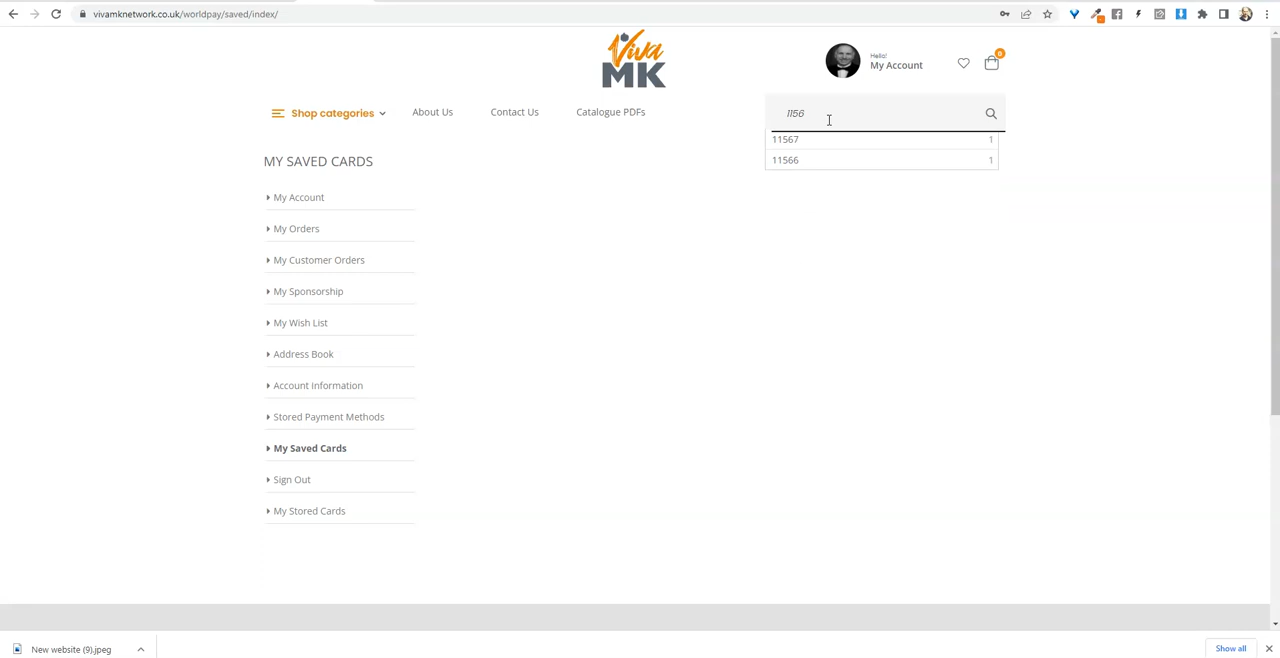 vivamknetwork.co.uk/worldpay/saved/index/
Viva
MK
Hello!
My Account
0
Shop categories
About Us
Contact Us
Catalogue PDFs
1156
11567 1
11566 1
MY SAVED CARDS
My Account
My Orders
My Customer Orders
My Sponsorship
My Wish List
Address Book
Account Information
Stored Payment Methods
My Saved Cards
Sign Out
My Stored Cards
New website (9).jpeg
Show all